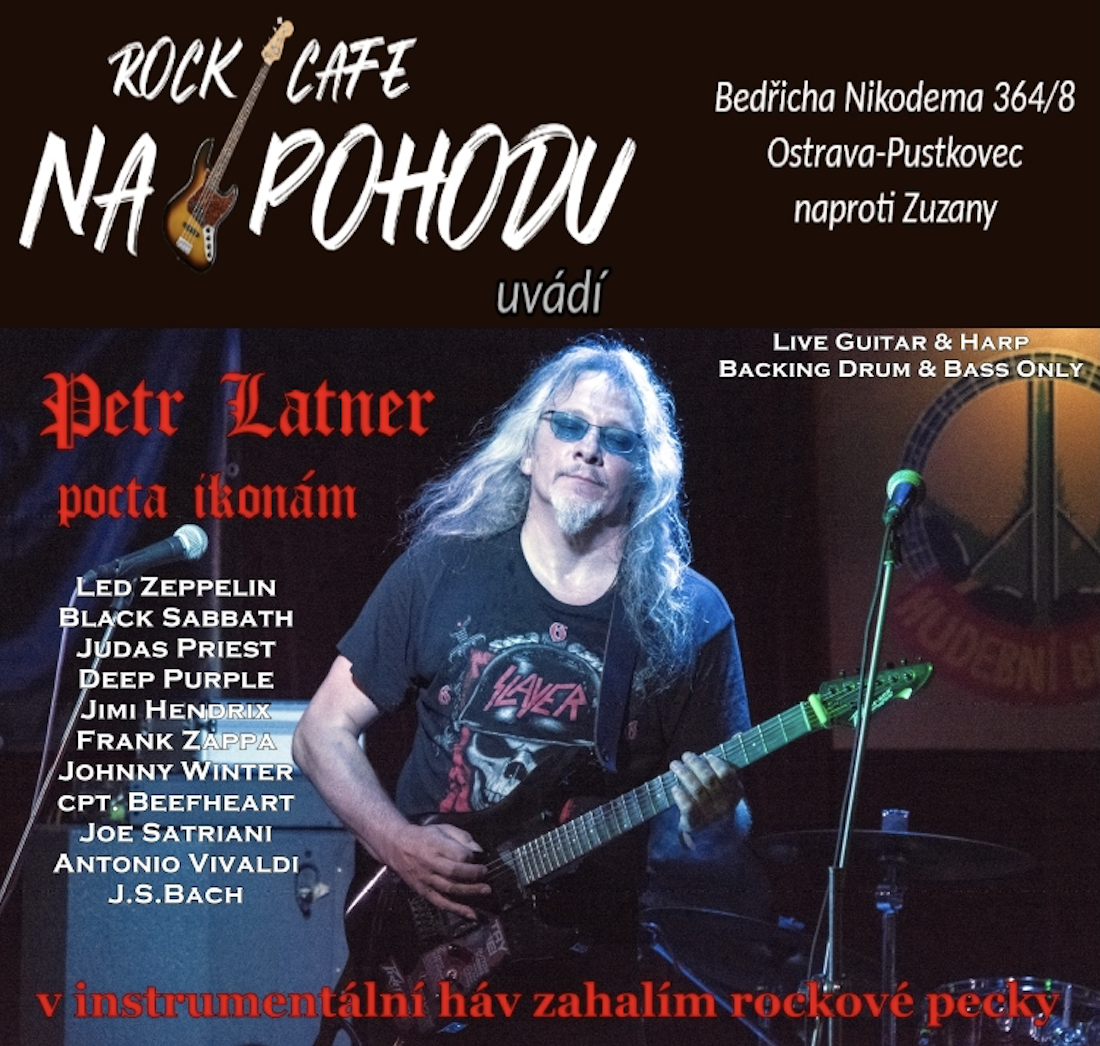 ROCK CAFE
NA POHODU
Bedřicha Nikodema 364/8
Ostrava-Pustkovec
naproti Zuzany
uvádí
LIVE GUITAR & HARP
BACKING DRUM & BASS ONLY
Petr Latner
pocta ikonám
LED ZEPPELIN
BLACK SABBATH
JUDAS PRIEST
DEEP PURPLE
JIMI HENDRIX
FRANK ZAPPA
JOHNNY WINTER
CPT. BEEFHEART
JOE SATRIANI
ANTONIO VIVALDI
J.S.BACH
SLAYER
v instrumentální háv zahalím rockové pecky